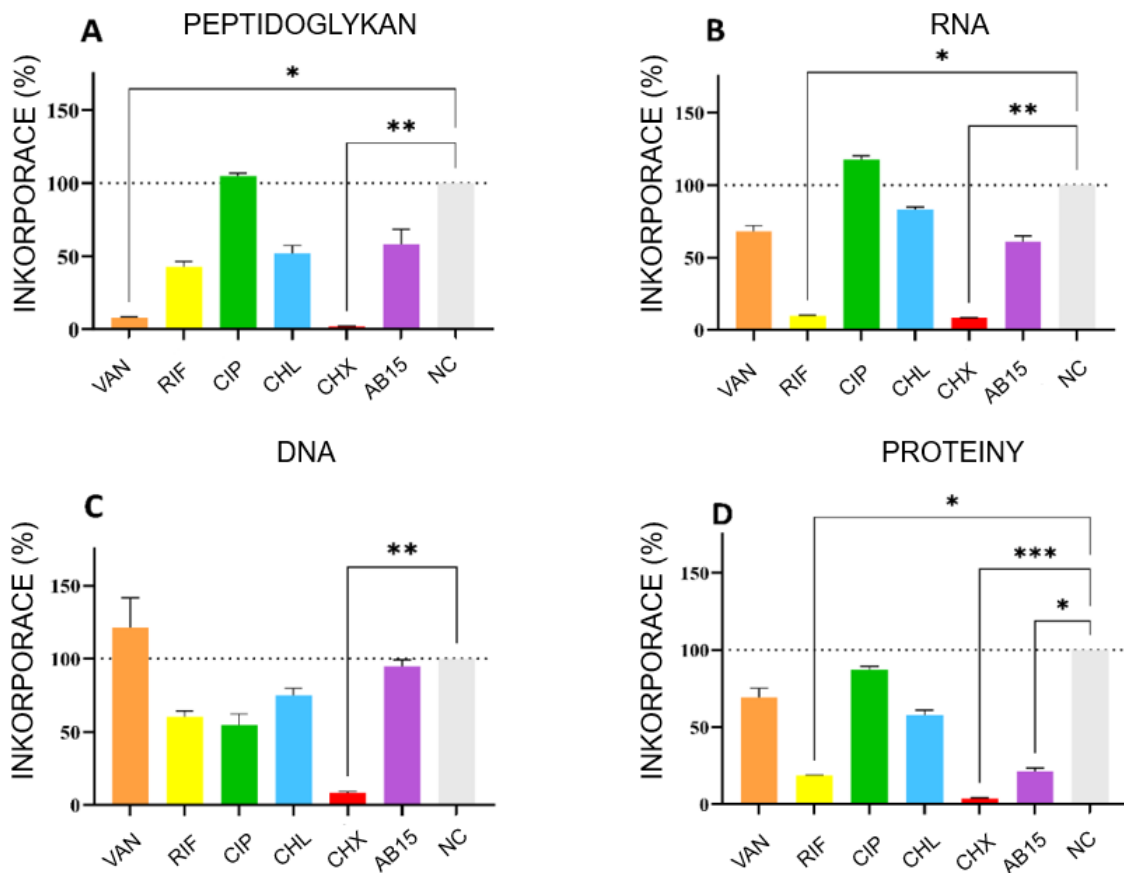 A
PEPTIDOGLYKAN
INKORPORACE (%)
150
100
50
0
*
**
VAN
RIF
CIP
CHL
CHX
AB15
NC
B
RNA
INKORPORACE (%)
150
100
50
0
*
**
VAN
RIF
CIP
CHL
CHX
AB15
NC
C
DNA
INKORPORACE (%)
150
100
50
0
**
VAN
RIF
CIP
CHL
CHX
AB15
NC
D
PROTEINY
INKORPORACE (%)
150
100
50
0
*
***
*
VAN
RIF
CIP
CHL
CHX
AB15
NC